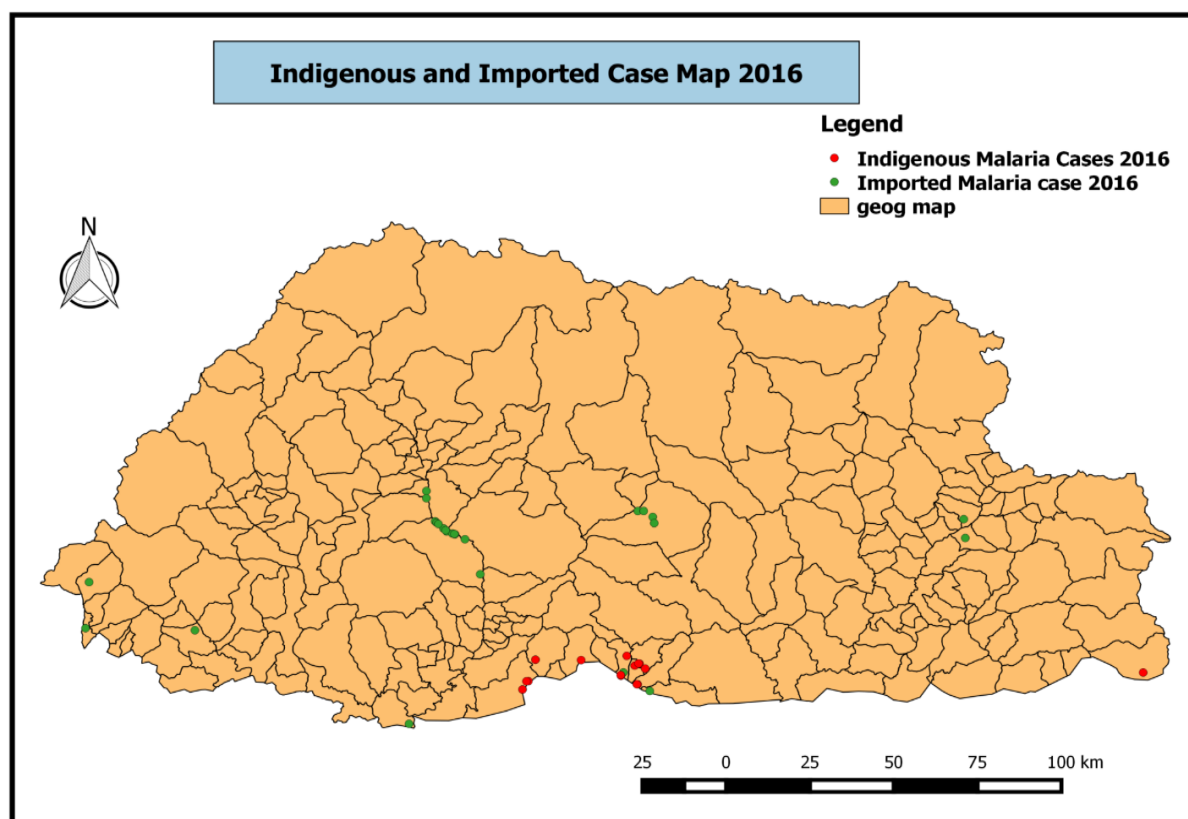 Indigenous and Imported Case Map 2016
Legend
Indigenous Malaria Cases 2016
Imported Malaria case 2016
geog map
N
25 0 25 50 75 100 km